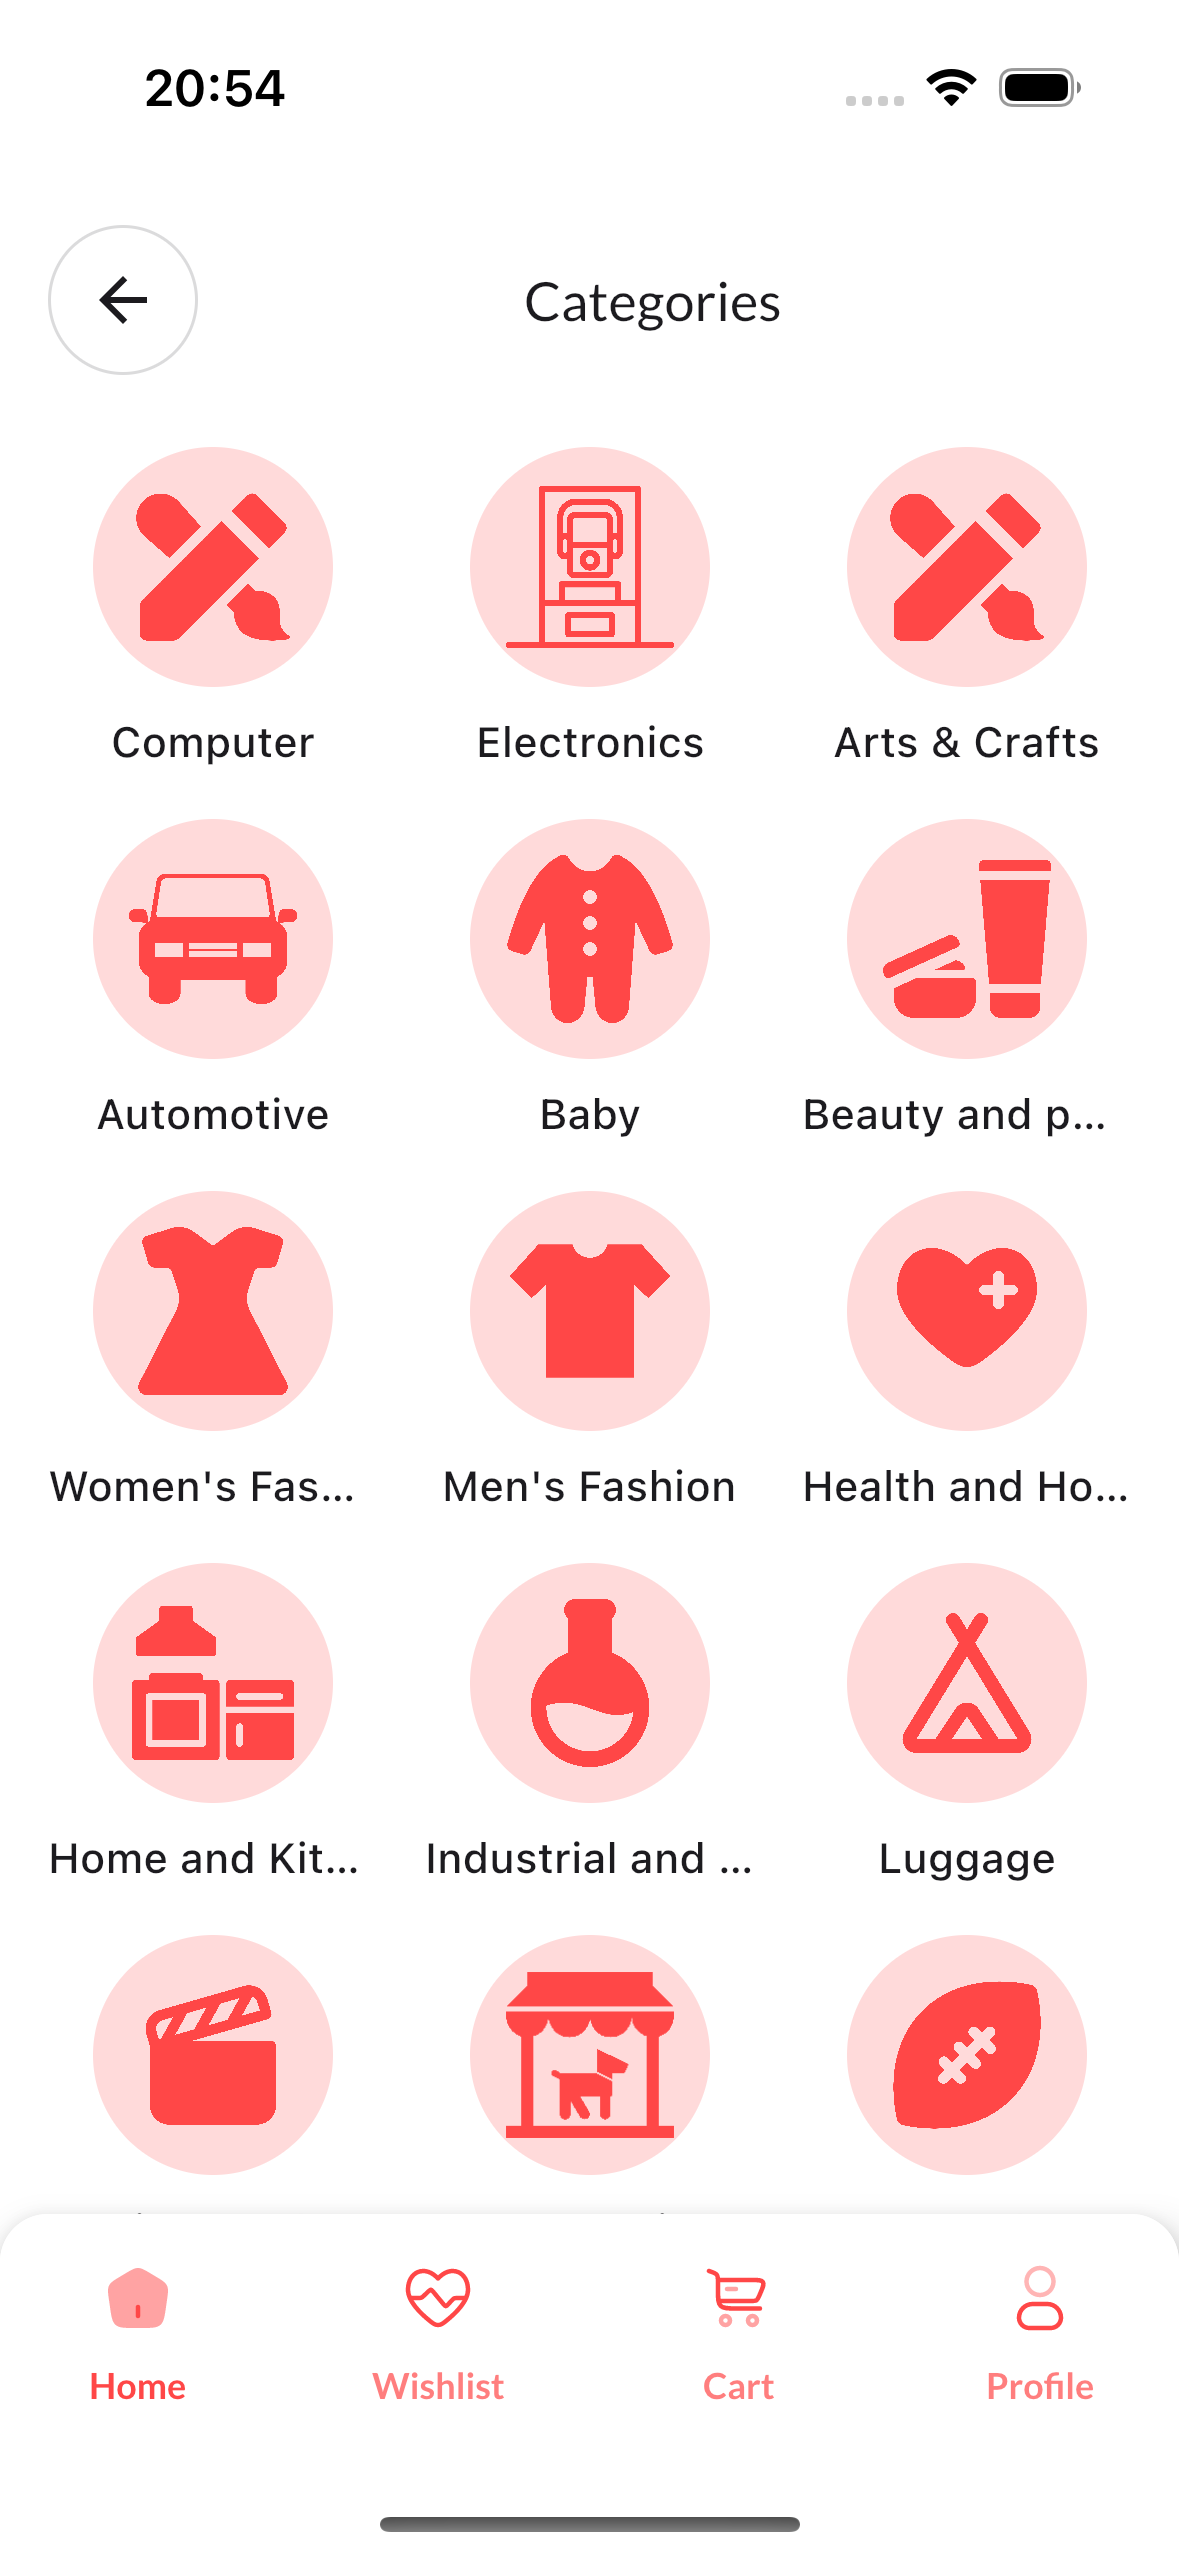 20:54
Categories
Computer
Electronics
Arts & Crafts
Automotive
Baby
Beauty and p...
Women's Fas...
Men's Fashion
Health and Ho...
Home and Kit...
Industrial and ...
Luggage
Home
Wishlist
Cart
Profile